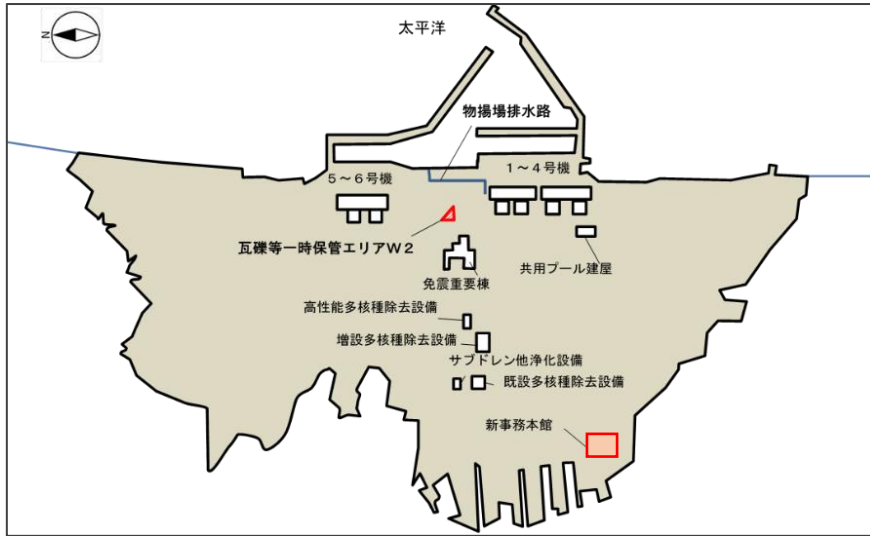 N
太平洋
物揚場排水路
5～6号機
1～4号機
瓦礫等一時保管エリアW2
共用プール建屋
免震重要棟
高性能多核種除去設備
増設多核種除去設備
サブドレン他浄化設備
既設多核種除去設備
新事務本館